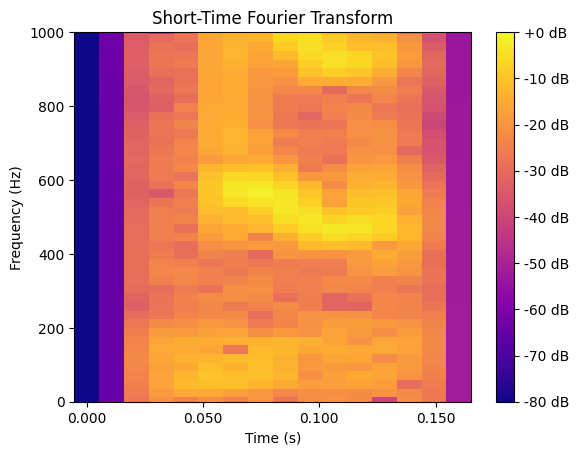 Short-Time Fourier Transform
Frequency (Hz)
1000
800
600
400
200
0
0.000
0.050
0.100
0.150
Time (s)
+0 dB
-10 dB
-20 dB
-30 dB
-40 dB
-50 dB
-60 dB
-70 dB
-80 dB